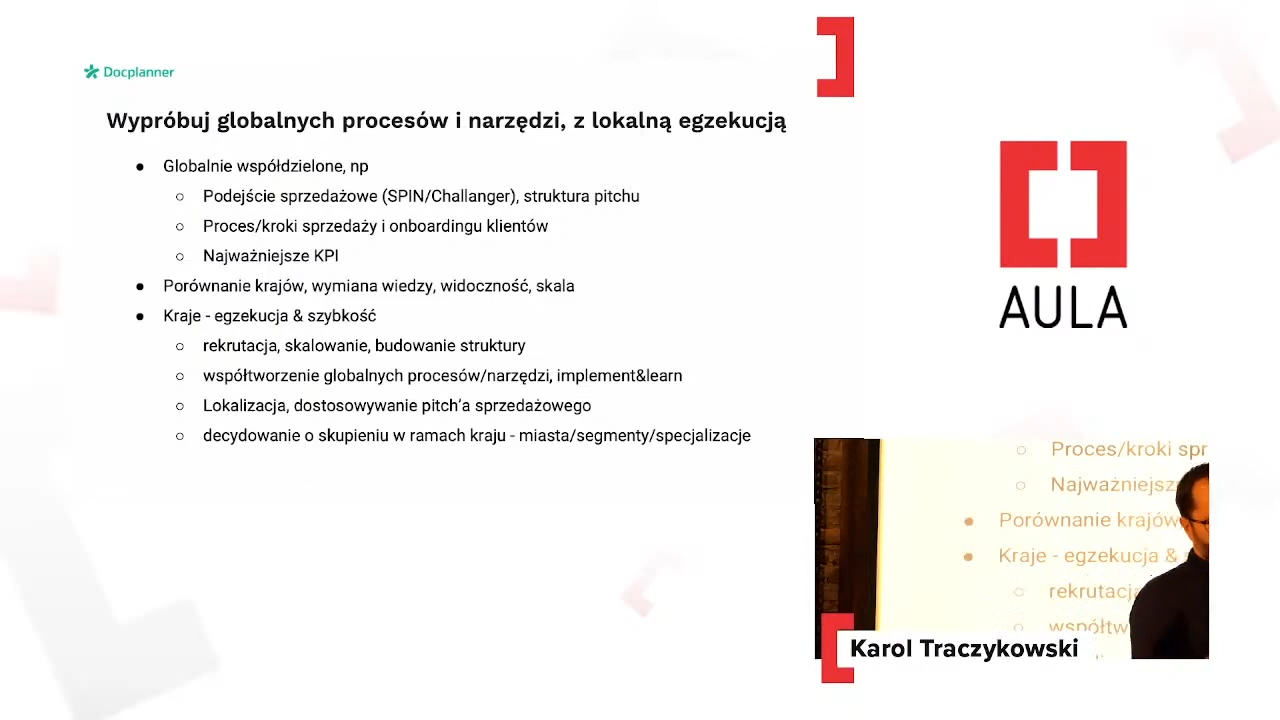 Docplanner
Wypróbuj globalnych procesów i narzędzi, z lokalną egzekucją
● Globalnie współdzielone, np
○ Podejście sprzedażowe (SPIN/Challanger), struktura pitchu
○ Proces/kroki sprzedaży i onboardingu klientów
○ Najważniejsze KPI
● Porównanie krajów, wymiana wiedzy, widoczność, skala
● Kraje - egzekucja & szybkość
○ rekrutacja, skalowanie, budowanie struktury
○ współtworzenie globalnych procesów/narzędzi, implement&learn
○ Lokalizacja, dostosowywanie pitch'a sprzedażowego
○ decydowanie o skupieniu w ramach kraju - miasta/segmenty/specjalizacje
AULA
○ Proces/kroki spr
○ Najważniejsz
● Porównanie krajów
● Kraje - egzekucja &
○ rekrutacja
○ współtw
Karol Traczykowski